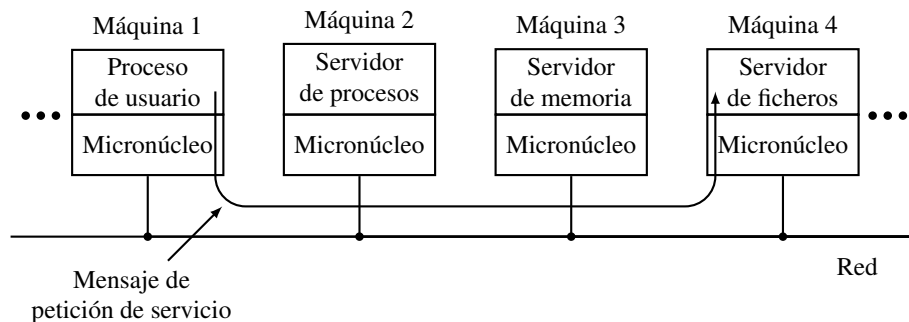 Máquina 1
Máquina 2
Máquina 3
Máquina 4
Proceso
de usuario
Servidor
de procesos
Servidor
de memoria
Servidor
de ficheros
Micronúcleo
Micronúcleo
Micronúcleo
Micronúcleo
Red
Mensaje de
petición de servicio